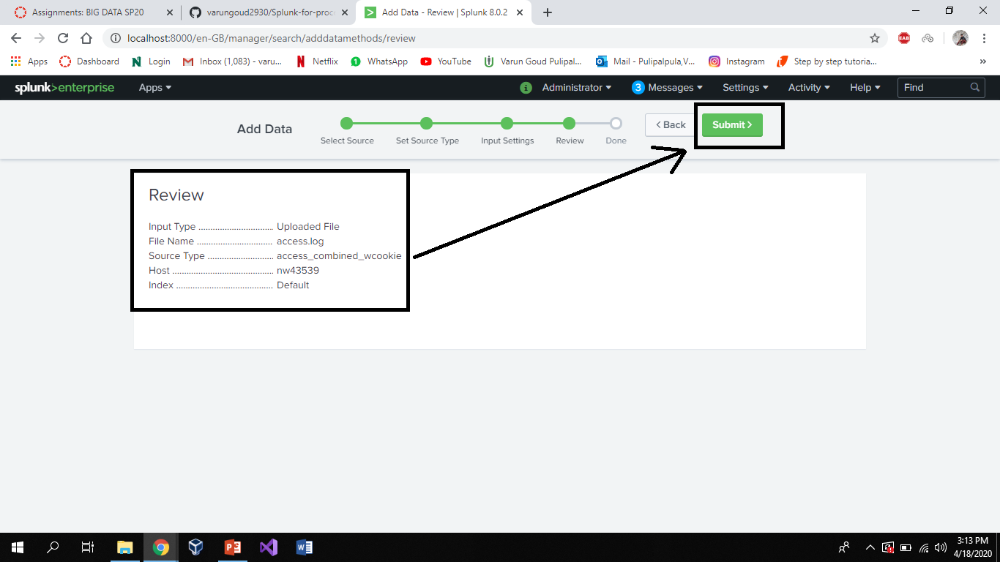 Assignments: BIG DATA SP20
varungoud2930/Splunk-for-proc
Add Data - Review | Splunk 8.0.2
localhost:8000/en-GB/manager/search/adddatamethods/review
EAB
Apps
Dashboard
N Login
Inbox (1,083) - varu...
Netflix
1 WhatsApp
YouTube
Varun Goud Pulipal...
Mail - Pulipalpula,V...
Instagram
Step by step tutoria...
»
splunk>enterprise
Apps
i
Administrator
3 Messages
Settings
Activity
Help
Find
Add Data
Select Source
Set Source Type
Input Settings
Review
Done
< Back
Submit >
Review
Input Type ................................ Uploaded File
File Name ................................ access.log
Source Type ............................ access_combined_wcookie
Host ........................................... nw43539
Index ......................................... Default
3:13 PM
4/18/2020